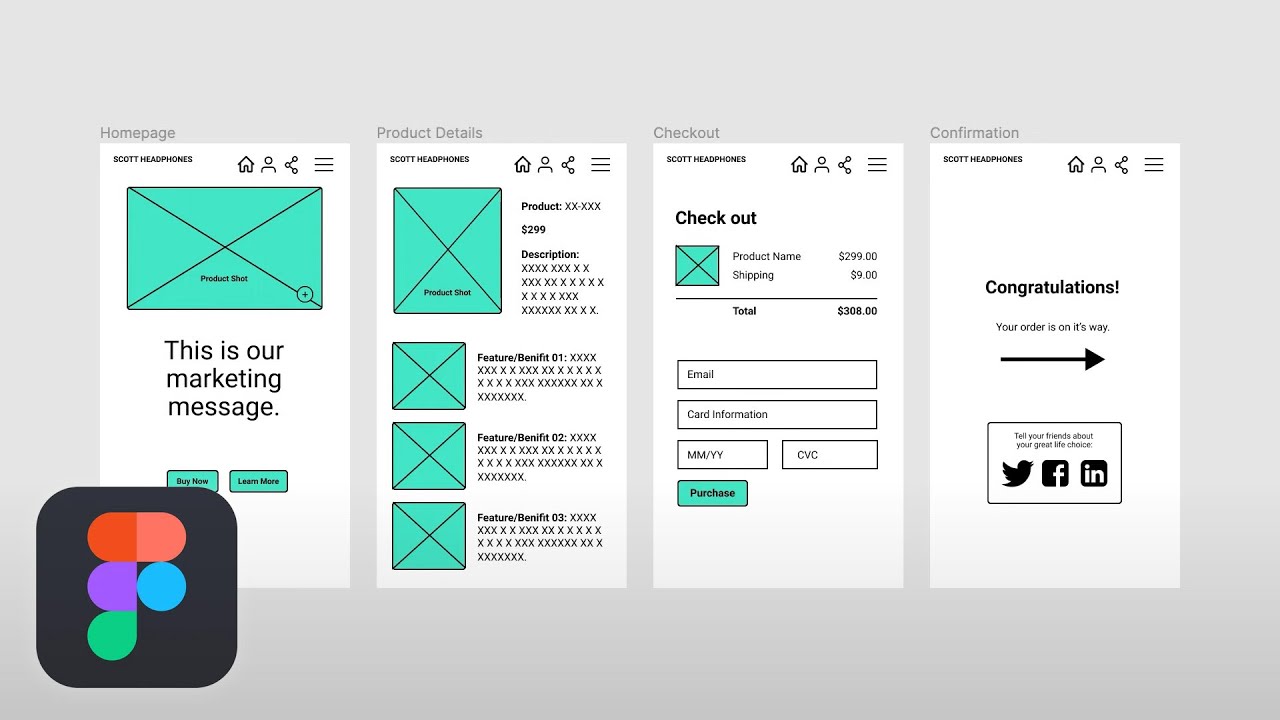 Homepage
SCOTT HEADPHONES
Product Shot
This is our
marketing
message.
Buy Now
Learn More
Product Details
SCOTT HEADPHONES
Product Shot
Product: XX-XXX
$299
Description:
XXXX XXX X X
XXX XX X X X X X
X X X X XXX
XXXXXX XX X X.
Feature/Benifit 01: XXXX
XXX X X XXX XX X X X X X
X X X X XXX XXXXXX XX X
XXXXXXX.
Feature/Benifit 02: XXXX
XXX X X XXX XX X X X X X
X X X X XXX XXXXXX XX X
XXXXXXX.
Feature/Benifit 03: XXXX
XXX X X XXX XX X X X X X
X X X X XXX XXXXXX XX X
XXXXXXX.
Checkout
SCOTT HEADPHONES
Check out
Product Name $299.00
Shipping $9.00
Total $308.00
Email
Card Information
MM/YY CVC
Purchase
Confirmation
SCOTT HEADPHONES
Congratulations!
Your order is on it's way.
Tell your friends about
your great life choice: